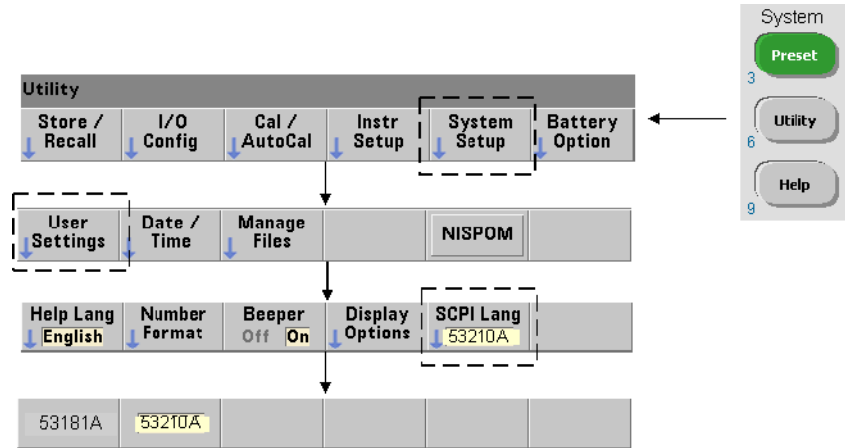 System
Preset
3
Utility
6
Help
9
Utility
Store / Recall
I/O Config
Cal / AutoCal
Instr Setup
System Setup
Battery Option
User Settings
Date / Time
Manage Files
NISPOM
Help Lang English
Number Format
Beeper Off On
Display Options
SCPI Lang 53210A
53181A
53210A